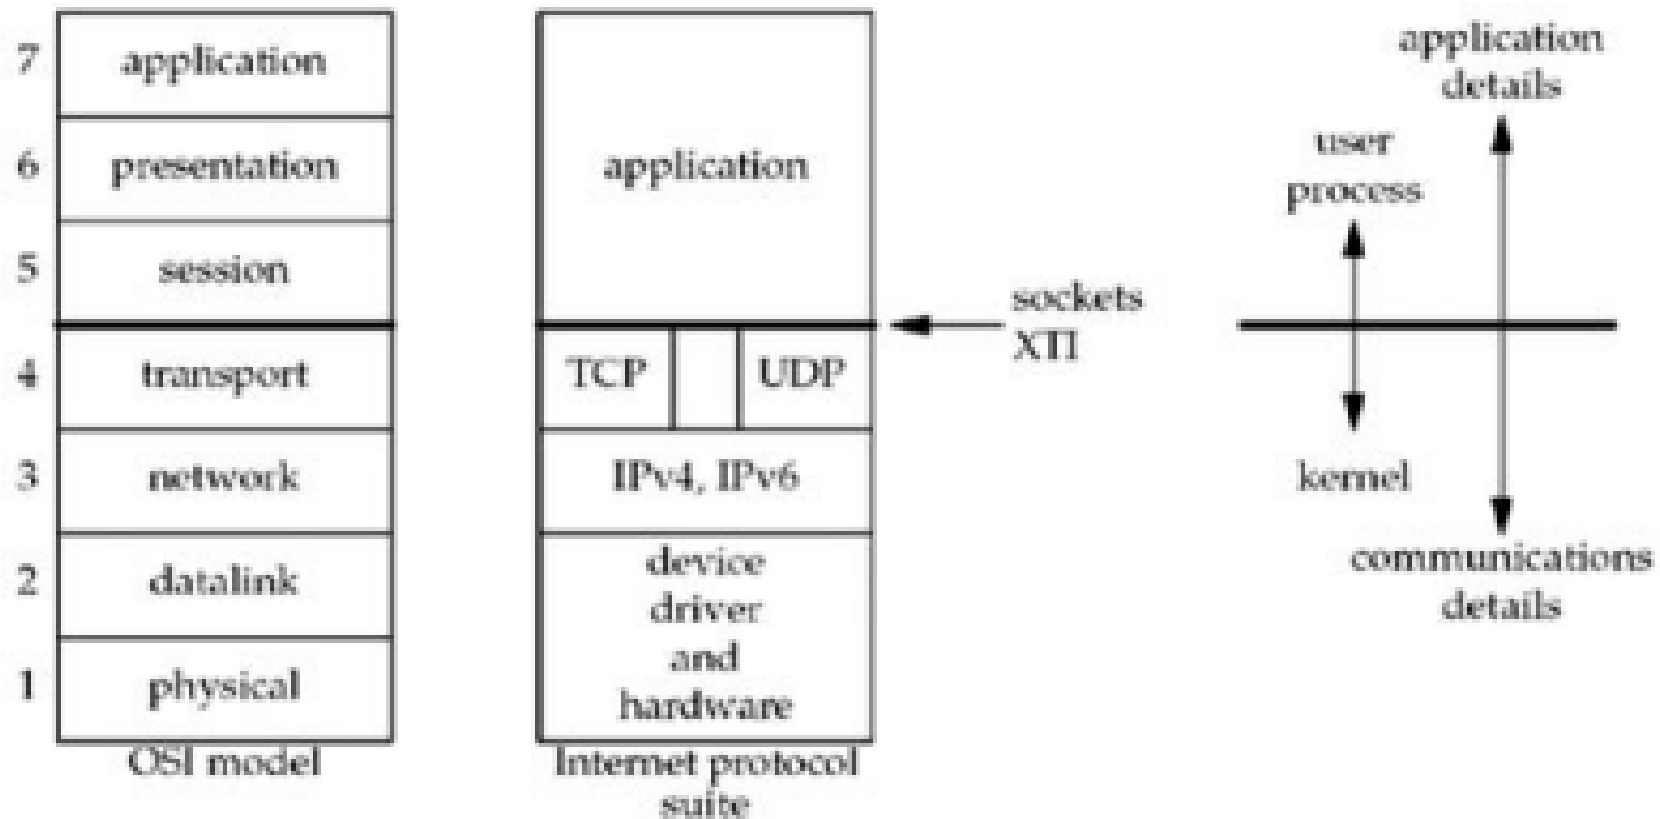 7
application
6
presentation
5
session
4
transport
3
network
2
datalink
1
physical
OSI model
application
TCP
UDP
IPv4, IPv6
device
driver
and
hardware
Internet protocol
suite
sockets
XTI
application
details
user
process
kernel
communications
details